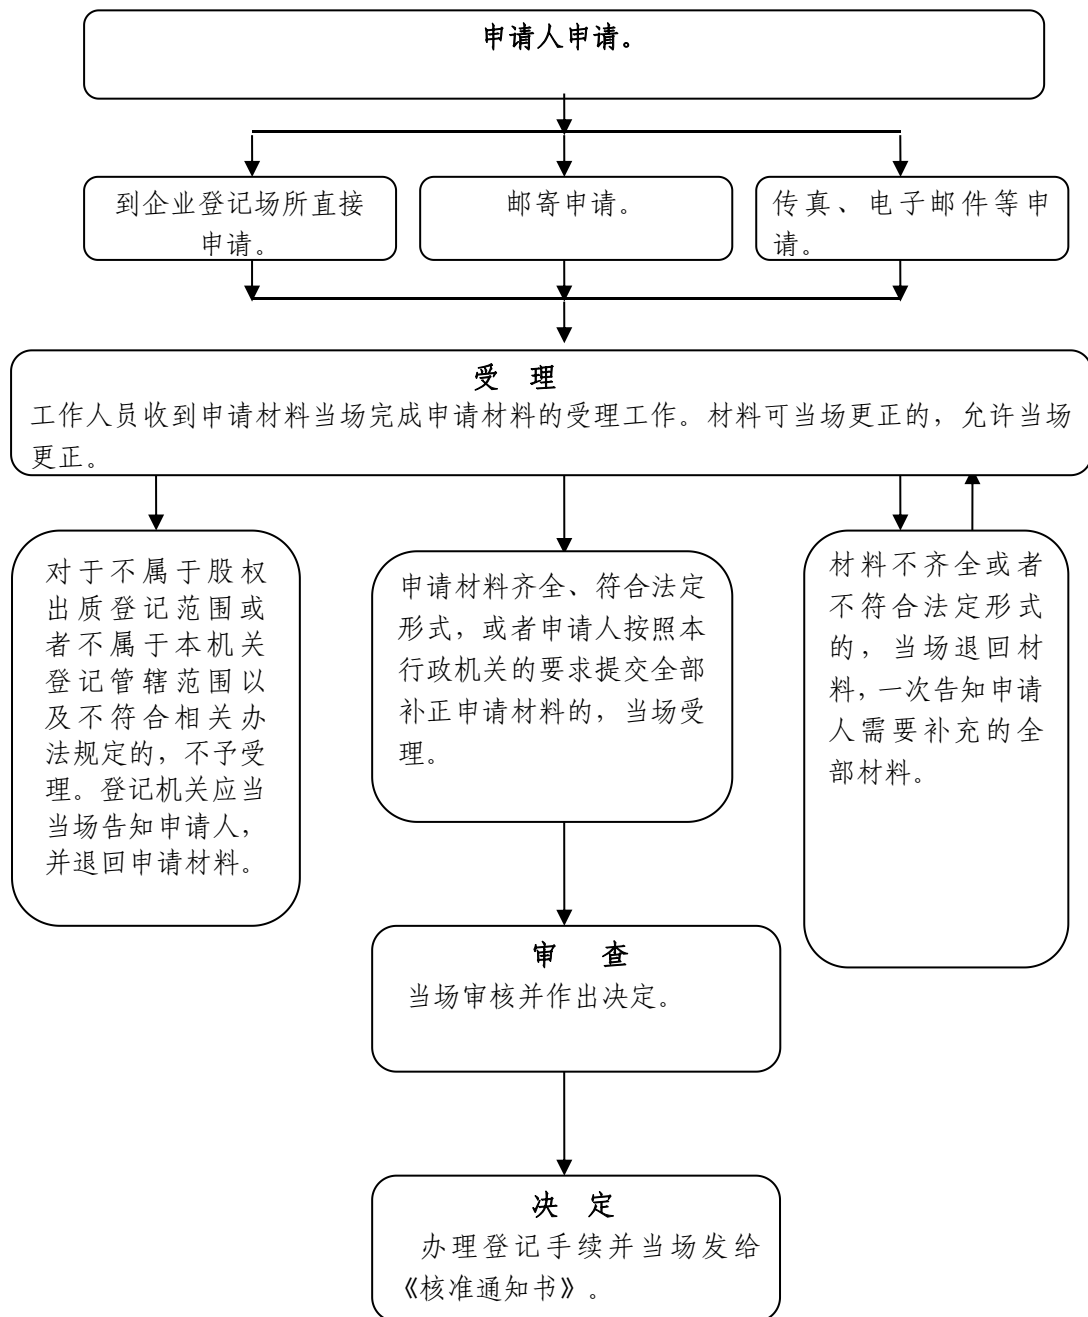 申请人申请。
到企业登记场所直接
申请。
邮寄申请。
传真、电子邮件等申
请。
受 理
工作人员收到申请材料当场完成申请材料的受理工作。材料可当场更正的，允许当场
更正。
对于不属于股权
出质登记范围或
者不属于本机关
登记管辖范围以
及不符合相关办
法规定的，不予受
理。登记机关应当
当场告知申请人，
并退回申请材料。
申请材料齐全、符合法定
形式，或者申请人按照本
行政机关的要求提交全部
补正申请材料的，当场受
理。
材料不齐全或者
不符合法定形式
的，当场退回材
料，一次告知申请
人需要补充的全
部材料。
审 查
当场审核并作出决定。
决 定
办理登记手续并当场发给
《核准通知书》。